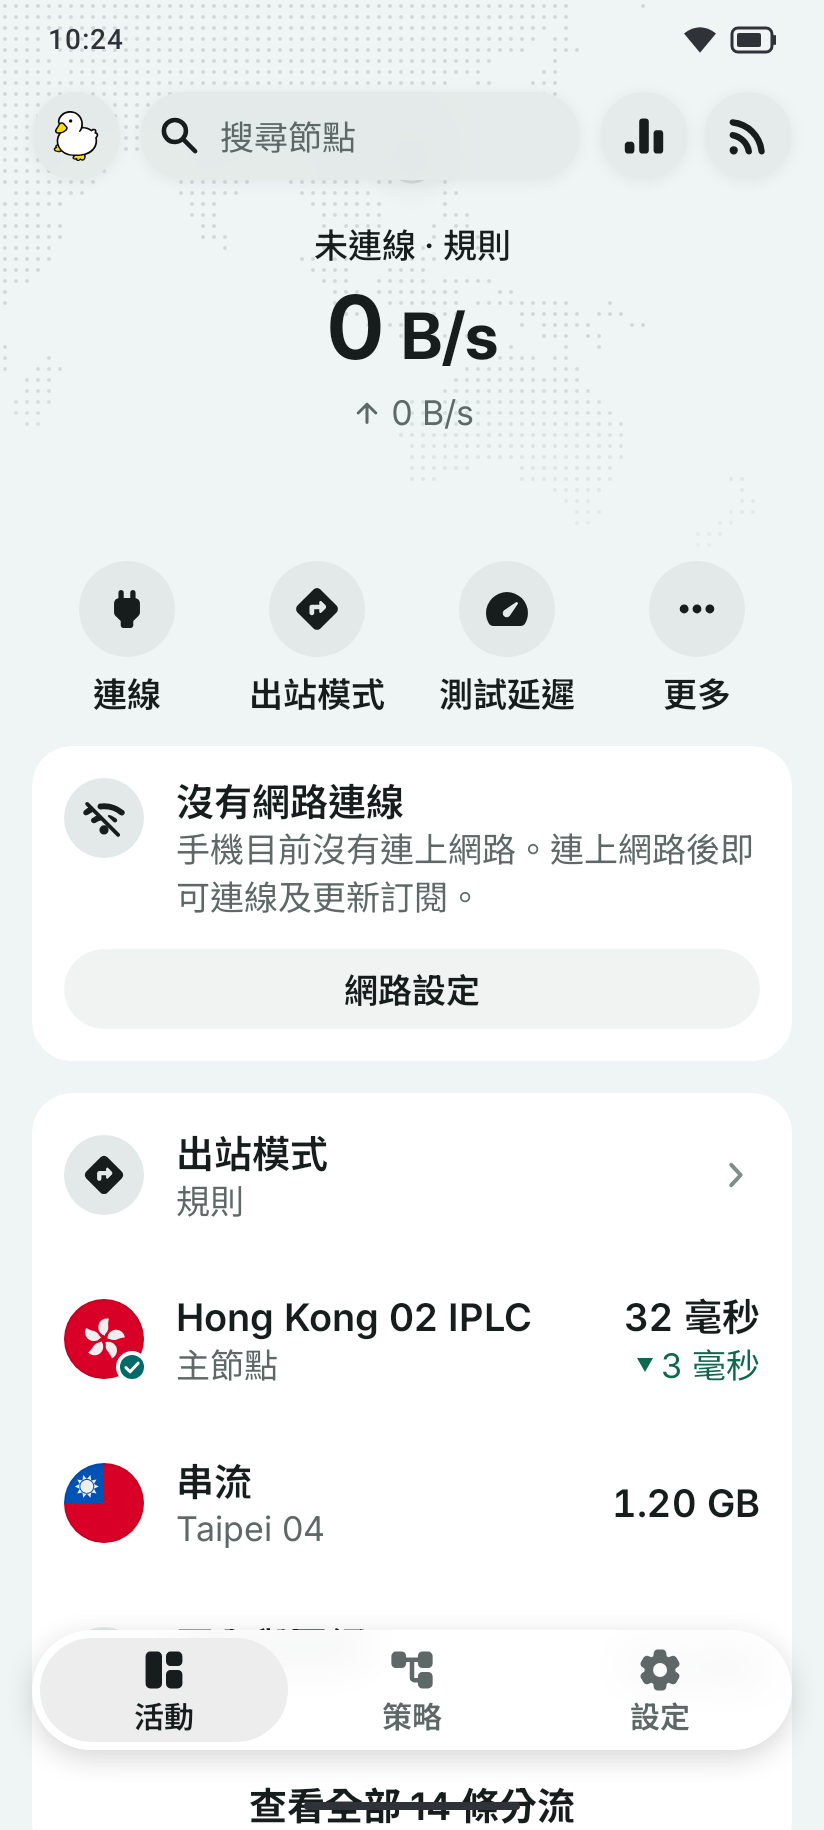 10:24
搜尋節點
未連線 · 規則
0 B/s
↑ 0 B/s
連線
出站模式
測試延遲
更多
沒有網路連線
手機目前沒有連上網路。連上網路後即
可連線及更新訂閱。
網路設定
出站模式
規則
Hong Kong 02 IPLC
32 毫秒
主節點
▼3 毫秒
串流
1.20 GB
Taipei 04
活動
策略
設定
查看全部 14 條分流